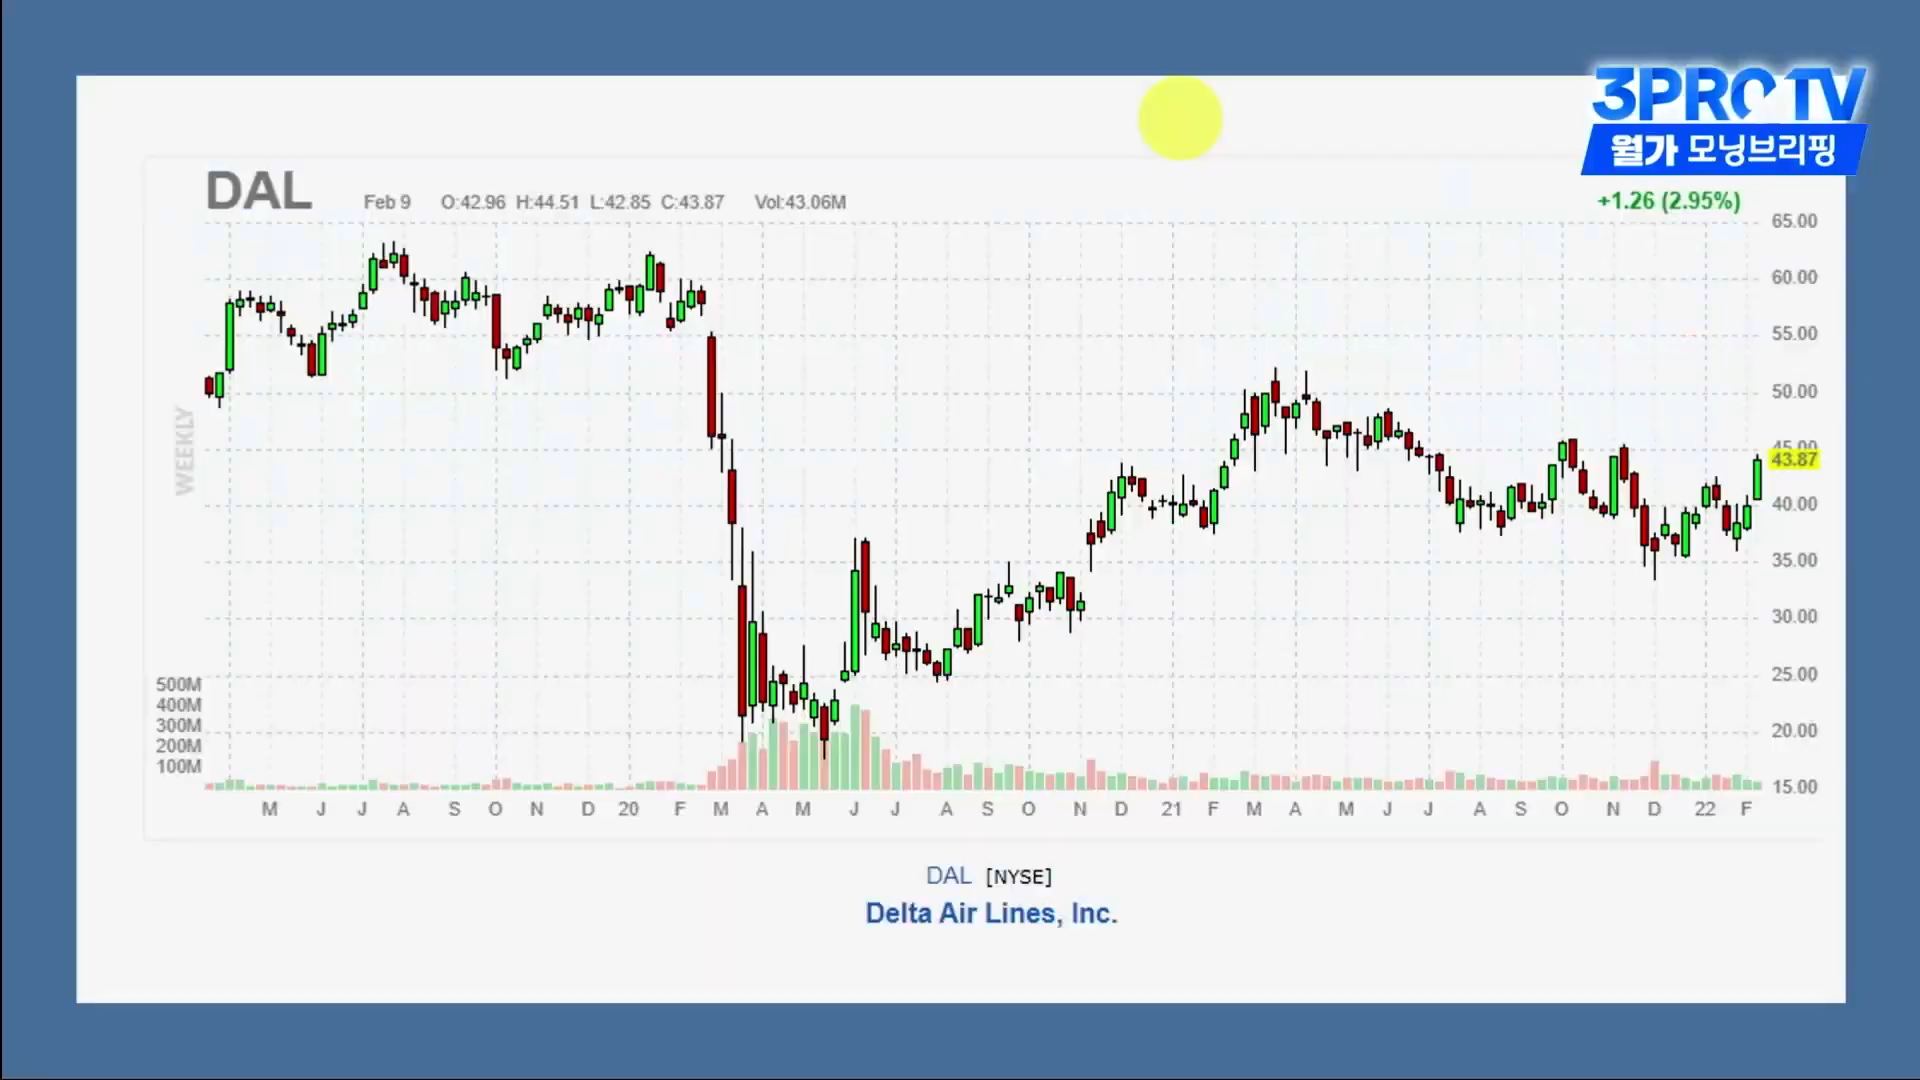 3PROTV
월가 모닝브리핑
DAL Feb 9 O:42.96 H:44.51 L:42.85 C:43.87 Vol:43.06M +1.26 (2.95%)
65.00
60.00
55.00
50.00
45.00
43.87
40.00
35.00
30.00
25.00
20.00
15.00
WEEKLY
500M
400M
300M
200M
100M
M J J A S O N D 20 F M A M J J A S O N D 21 F M A M J J A S O N D 22 F
DAL [NYSE]
Delta Air Lines, Inc.